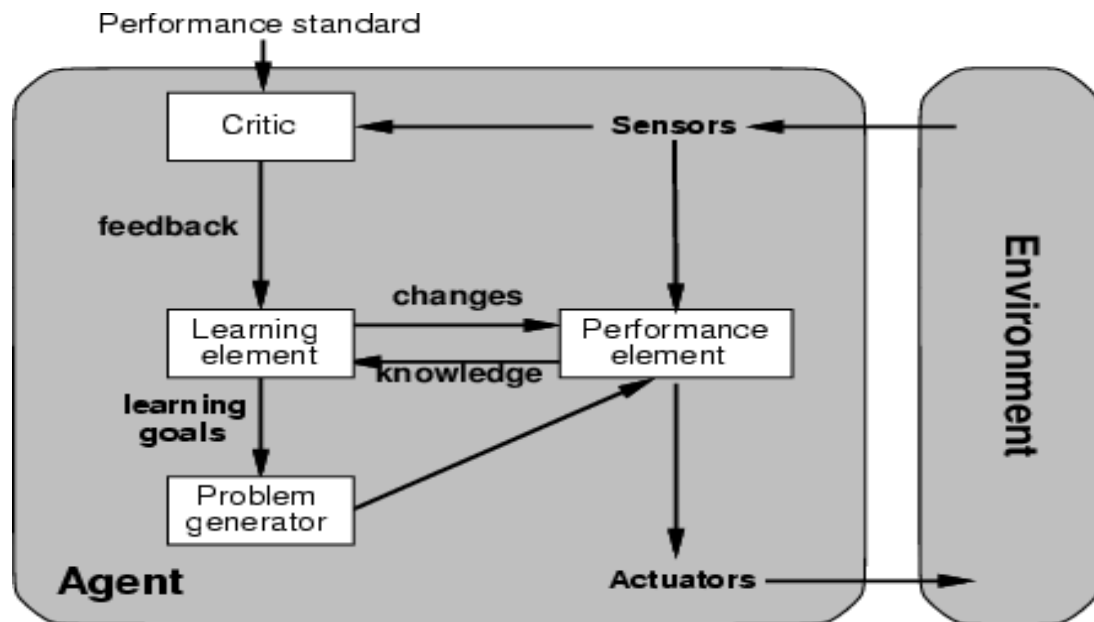 Performance standard
Critic
Sensors
feedback
changes
Learning
element
Performance
element
knowledge
learning
goals
Problem
generator
Agent
Actuators
Environment